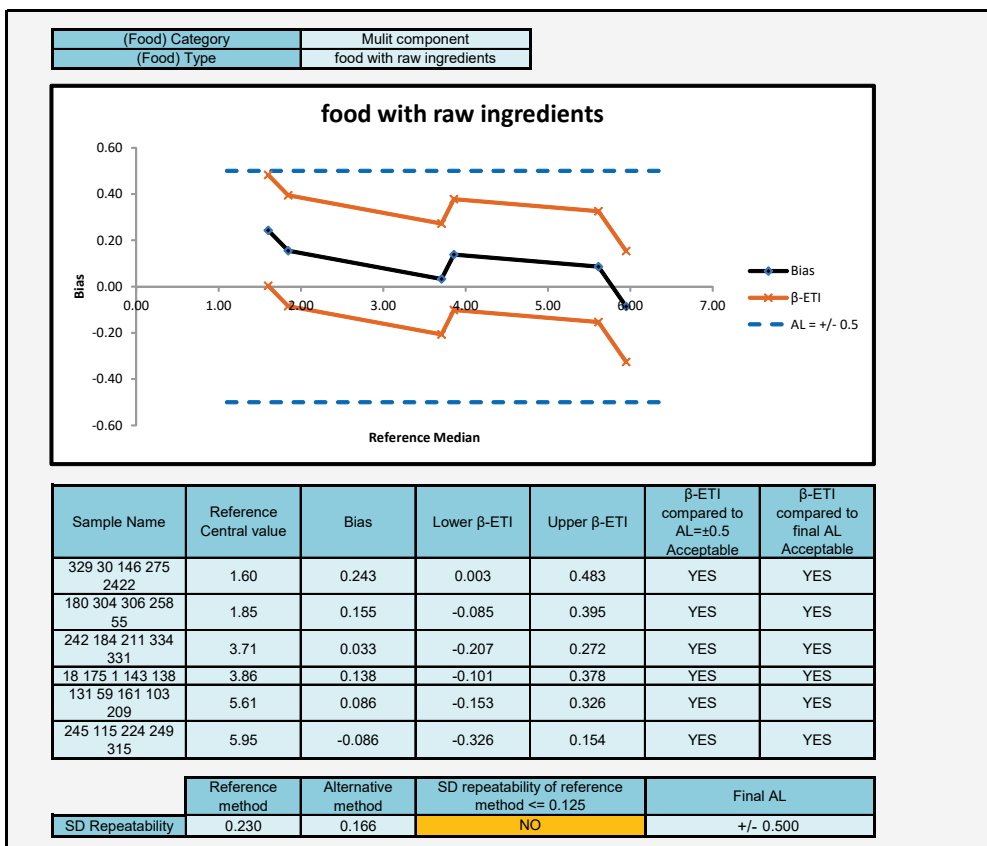 (Food) Category Mulit component
(Food) Type food with raw ingredients
food with raw ingredients
0.60
0.40
0.20
0.00
-0.20
-0.40
-0.60
0.00 1.00 2.00 3.00 4.00 5.00 6.00 7.00
Bias
Reference Median
Bias
β-ETI
AL = +/- 0.5
Sample Name Reference Central value Bias Lower β-ETI Upper β-ETI β-ETI compared to AL=±0.5 Acceptable β-ETI compared to final AL Acceptable
329 30 146 275 2422 1.60 0.243 0.003 0.483 YES YES
180 304 306 258 55 1.85 0.155 -0.085 0.395 YES YES
242 184 211 334 331 3.71 0.033 -0.207 0.272 YES YES
18 175 1 143 138 3.86 0.138 -0.101 0.378 YES YES
131 59 161 103 209 5.61 0.086 -0.153 0.326 YES YES
245 115 224 249 315 5.95 -0.086 -0.326 0.154 YES YES
Reference method Alternative method SD repeatability of reference method <= 0.125 Final AL
SD Repeatability 0.230 0.166 NO +/- 0.500